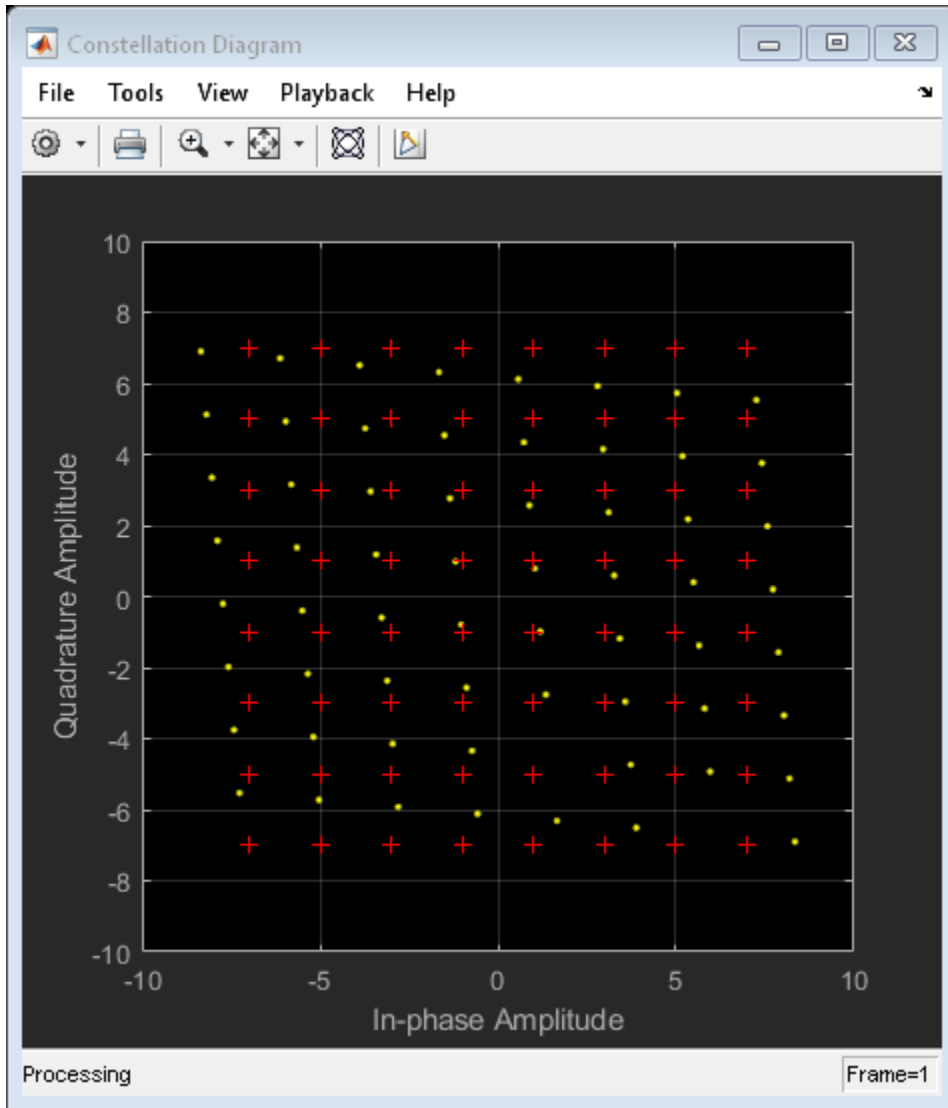 Constellation Diagram
File Tools View Playback Help
10
8
6
4
2
0
-2
-4
-6
-8
-10
Quadrature Amplitude
-10 -5 0 5 10
In-phase Amplitude
Processing Frame=1